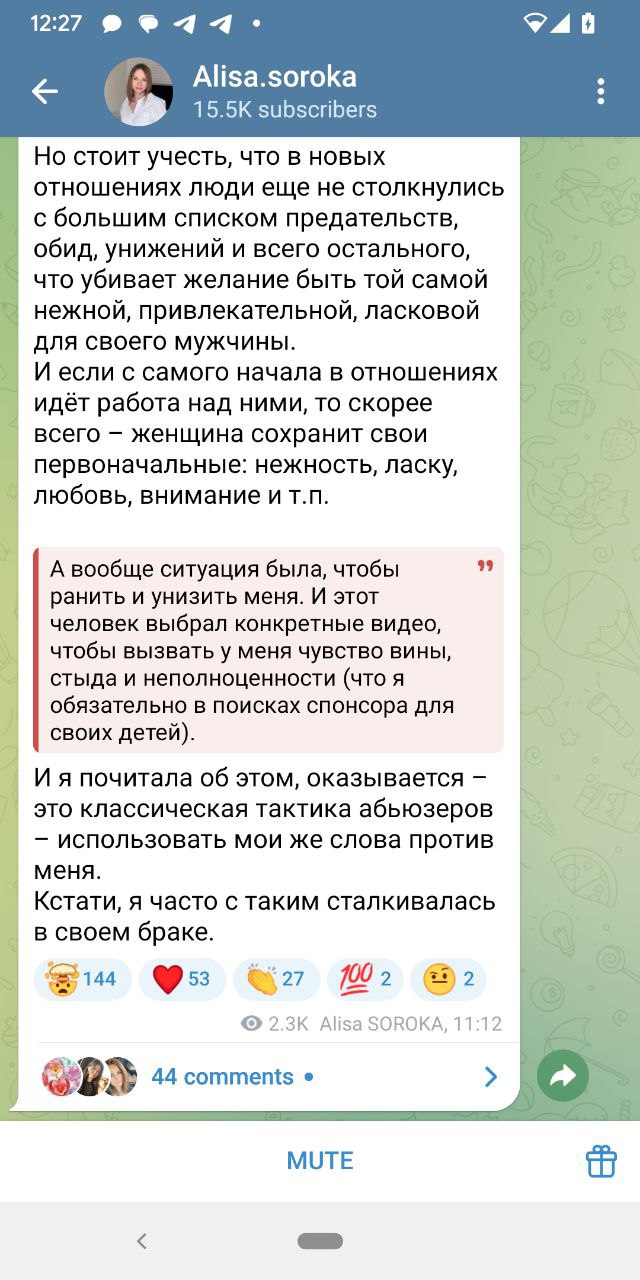 12:27
Alisa.soroka
15.5K subscribers
Но стоит учесть, что в новых
отношениях люди еще не столкнулись
с большим списком предательств,
обид, унижений и всего остального,
что убивает желание быть той самой
нежной, привлекательной, ласковой
для своего мужчины.
И если с самого начала в отношениях
идёт работа над ними, то скорее
всего – женщина сохранит свои
первоначальные: нежность, ласку,
любовь, внимание и т.п.
А вообще ситуация была, чтобы
ранить и унизить меня. И этот
человек выбрал конкретные видео,
чтобы вызвать у меня чувство вины,
стыда и неполноценности (что я
обязательно в поисках спонсора для
своих детей).
И я почитала об этом, оказывается –
это классическая тактика абьюзеров
– использовать мои же слова против
меня.
Кстати, я часто с таким сталкивалась
в своем браке.
144 53 27 100 2 2
2.3K Alisa SOROKA, 11:12
44 comments
MUTE